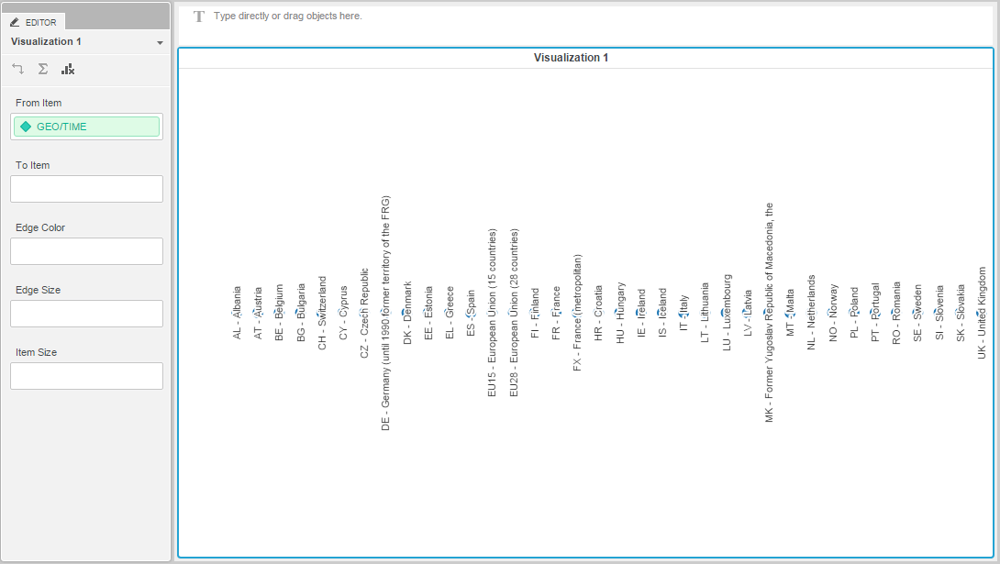 EDITOR
Visualization 1
From Item
GEO/TIME
To Item
Edge Color
Edge Size
Item Size
T Type directly or drag objects here.
Visualization 1
AL - Albania
AT - Austria
BE - Belgium
BG - Bulgaria
CH - Switzerland
CY - Cyprus
CZ - Czech Republic
DE - Germany (until 1990 former territory of the FRG)
DK - Denmark
EE - Estonia
EL - Greece
ES - Spain
EU15 - European Union (15 countries)
EU28 - European Union (28 countries)
FI - Finland
FR - France
FX - France (metropolitan)
HR - Croatia
HU - Hungary
IE - Ireland
IS - Iceland
IT - Italy
LT - Lithuania
LU - Luxembourg
LV - Latvia
MK - Former Yugoslav Republic of Macedonia, the
MT - Malta
NL - Netherlands
NO - Norway
PL - Poland
PT - Portugal
RO - Romania
SE - Sweden
SI - Slovenia
SK - Slovakia
UK - United Kingdom